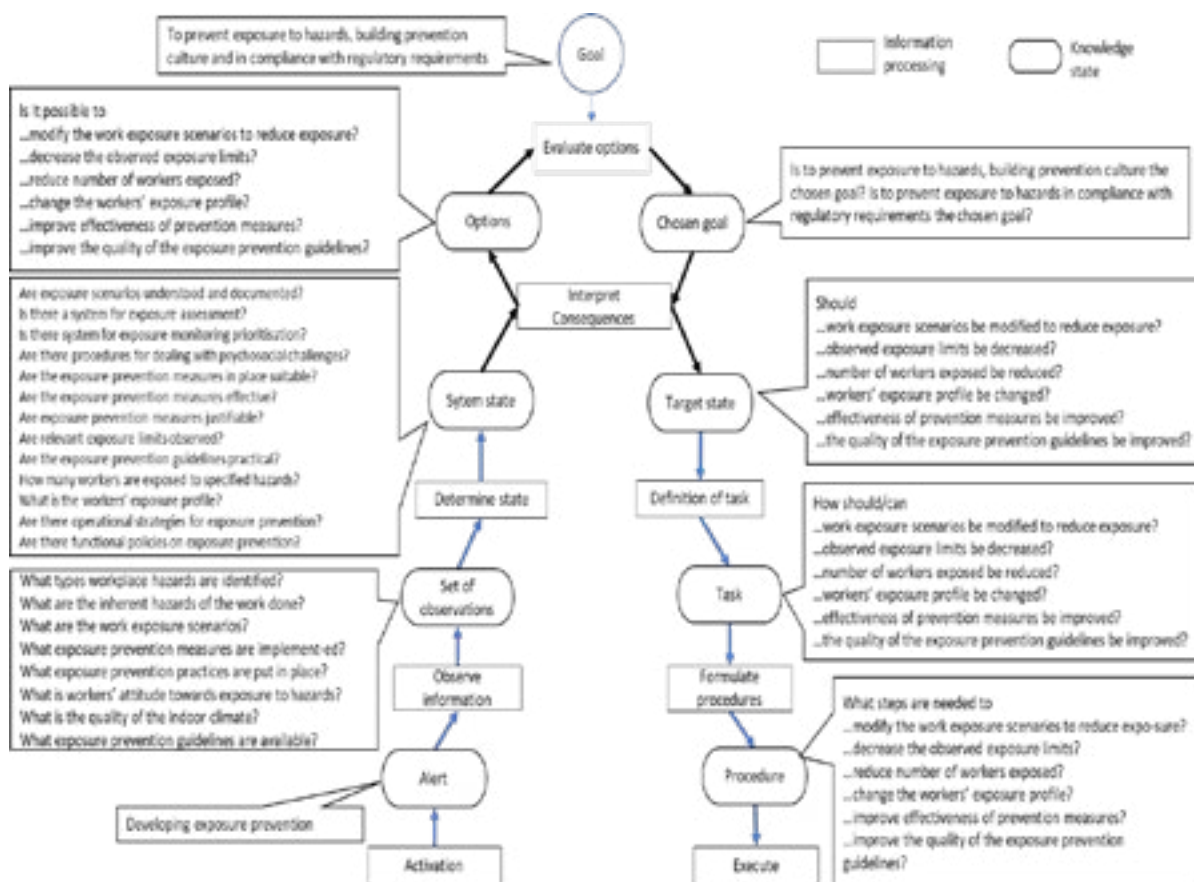 To prevent exposure to hazards, building prevention
culture and in compliance with regulatory requirements
Goal
Information
processing
Knowledge
state
Is it possible to
...modify the work exposure scenarios to reduce exposure?
...decrease the observed exposure limits?
...reduce number of workers exposed?
...change the workers' exposure profile?
...improve effectiveness of prevention measures?
...improve the quality of the exposure prevention guidelines?
Evaluate options
Options
Chosen goal
Is to prevent exposure to hazards, building prevention culture the
chosen goal? Is to prevent exposure to hazards in compliance with
regulatory requirements the chosen goal?
Interpret
Consequences
Are exposure scenarios understood and documented?
Is there a system for exposure assessment?
Is there system for exposure monitoring prioritisation?
Are there procedures for dealing with psychosocial challenges?
Are the exposure prevention measures in place suitable?
Are the exposure prevention measures effective?
Are exposure prevention measures justifiable?
Are relevant exposure limits observed?
Are the exposure prevention guidelines practical?
How many workers are exposed to specified hazards?
What is the workers' exposure profile?
Are there operational strategies for exposure prevention?
Are there functional policies on exposure prevention?
Sytem state
Target state
Should
...work exposure scenarios be modified to reduce exposure?
...observed exposure limits be decreased?
...number of workers exposed be reduced?
...workers' exposure profile be changed?
...effectiveness of prevention measures be improved?
...the quality of the exposure prevention guidelines be improved?
Determine state
Definition of task
How should/can
...work exposure scenarios be modified to reduce exposure?
...observed exposure limits be decreased?
...number of workers exposed be reduced?
...workers' exposure profile be changed?
...effectiveness of prevention measures be improved?
...the quality of the exposure prevention guidelines be improved?
What types workplace hazards are identified?
What are the inherent hazards of the work done?
What are the work exposure scenarios?
What exposure prevention measures are implement-ed?
What exposure prevention practices are put in place?
What is workers' attitude towards exposure to hazards?
What is the quality of the indoor climate?
What exposure prevention guidelines are available?
Set of
observations
Task
Observe
information
Formulate
procedures
What steps are needed to
...modify the work exposure scenarios to reduce expo-sure?
...decrease the observed exposure limits?
...reduce number of workers exposed?
...change the workers' exposure profile?
...improve effectiveness of prevention measures?
...improve the quality of the exposure prevention
guidelines?
Alert
Procedure
Developing exposure prevention
Activation
Execute